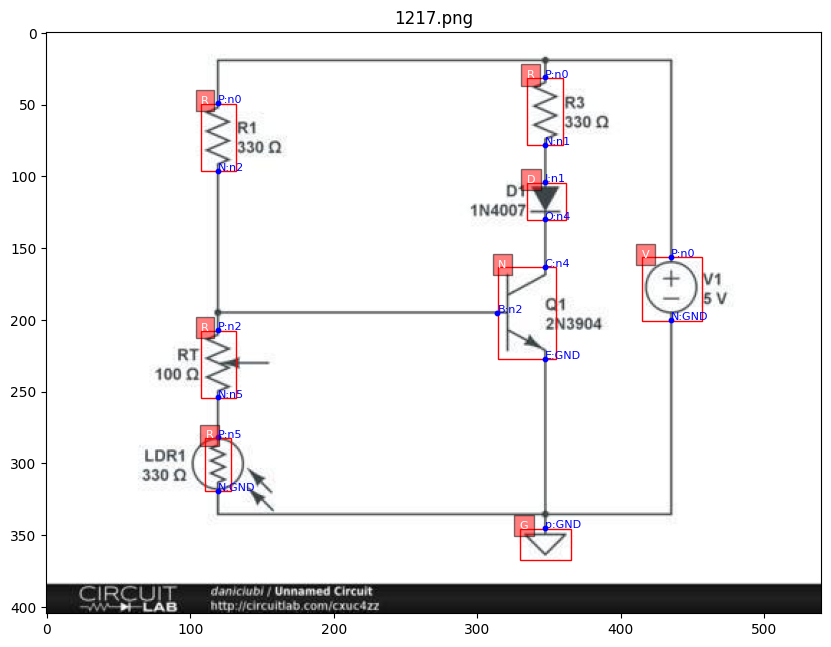 1217.png
0
50
100
150
200
250
300
350
400
0
100
200
300
400
500
R
P:n0
R1
330 Ω
N:n2
R
P:n0
R3
330 Ω
N:n1
D
I:n1
D1
1N4007
O:n4
N
C:n4
B:n2
Q1
2N3904
E:GND
V
P:n0
+
−
V1
5 V
N:GND
R
P:n2
RT
100 Ω
N:n5
R
P:n5
LDR1
330 Ω
N:GND
G
p:GND
CIRCUIT
LAB
daniciubi / Unnamed Circuit
http://circuitlab.com/cxuc4zz